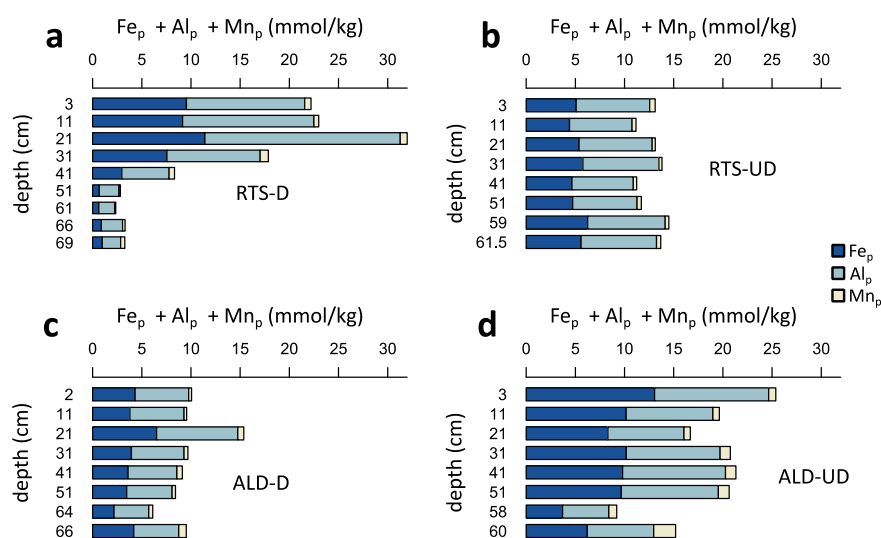 a
Feₚ + Alₚ + Mnₚ (mmol/kg)
0 5 10 15 20 25 30
depth (cm)
3
11
21
31
41
51
61
66
69
RTS-D
b
Feₚ + Alₚ + Mnₚ (mmol/kg)
0 5 10 15 20 25 30
depth (cm)
3
11
21
31
41
51
59
61.5
RTS-UD
Feₚ
Alₚ
Mnₚ
c
Feₚ + Alₚ + Mnₚ (mmol/kg)
0 5 10 15 20 25 30
depth (cm)
2
11
21
31
41
51
64
66
ALD-D
d
Feₚ + Alₚ + Mnₚ (mmol/kg)
0 5 10 15 20 25 30
depth (cm)
3
11
21
31
41
51
58
60
ALD-UD